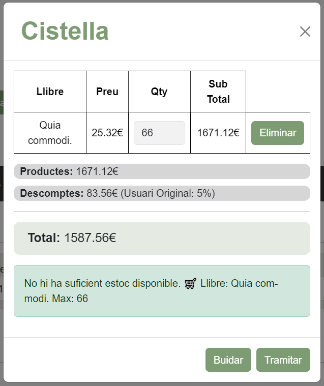 Cistella
Llibre Preu Qty Sub Total
Quia commodi. 25.32€ 66 1671.12€ Eliminar
Productes: 1671.12€
Descomptes: 83.56€ (Usuari Original: 5%)
Total: 1587.56€
No hi ha suficient estoc disponible. 🛒 Llibre: Quia com-
modi. Max: 66
Buidar Tramitar